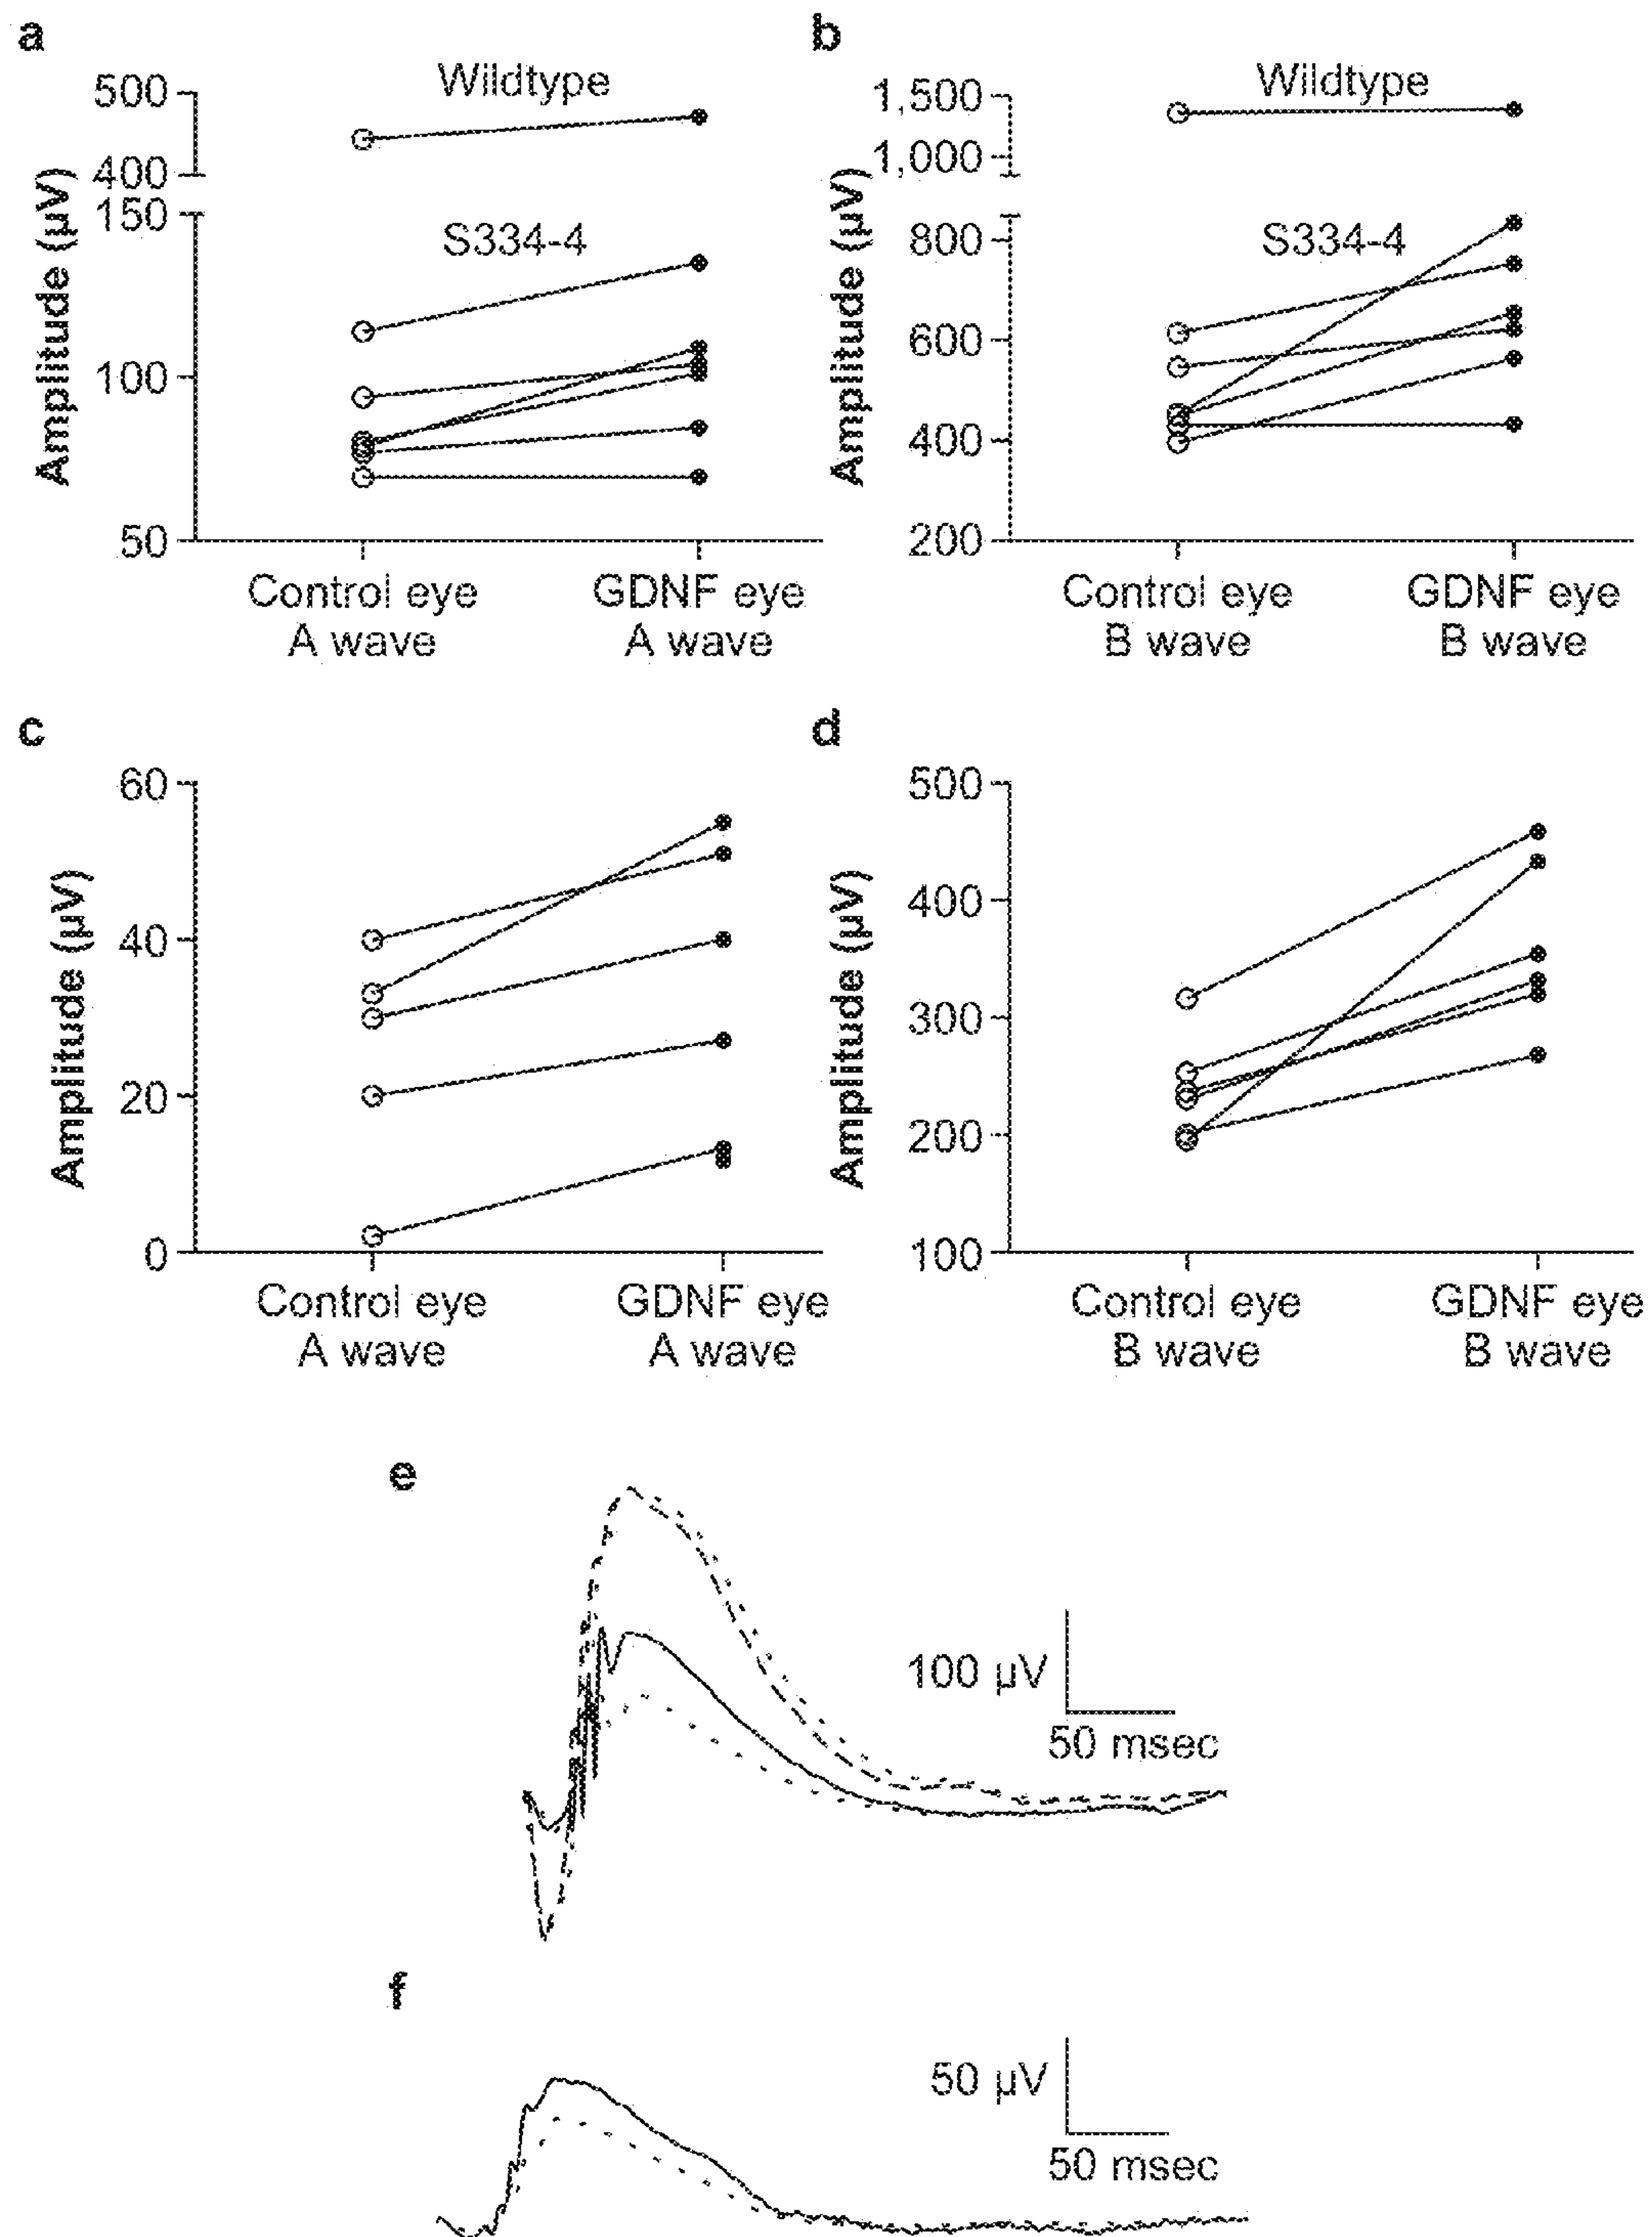 a
Wildtype
500
400
150
100
50
Amplitude (µV)
S334-4
Control eye
A wave
GDNF eye
A wave
b
Wildtype
1,500
1,000
800
600
400
200
Amplitude (µV)
S334-4
Control eye
B wave
GDNF eye
B wave
c
60
40
20
0
Amplitude (µV)
Control eye
A wave
GDNF eye
A wave
d
500
400
300
200
100
Amplitude (µV)
Control eye
B wave
GDNF eye
B wave
e
100 µV
50 msec
f
50 µV
50 msec